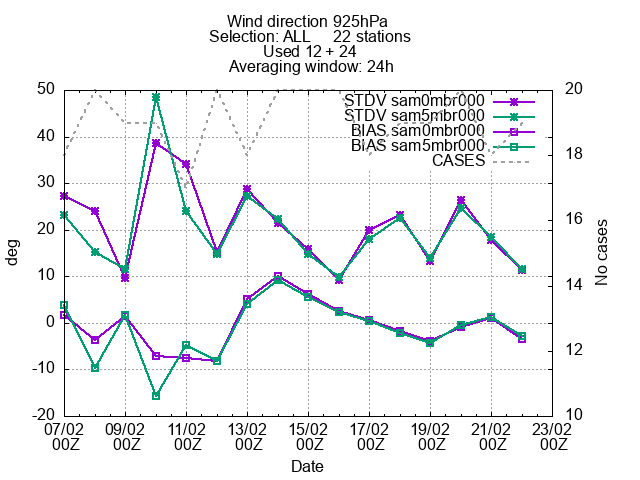 Wind direction 925hPa
Selection: ALL 22 stations
Used 12 + 24
Averaging window: 24h
STDV sam0mbr000
STDV sam5mbr000
BIAS sam0mbr000
BIAS sam5mbr000
CASES
50
40
30
20
10
0
-10
-20
deg
20
18
16
14
12
10
No cases
07/02 09/02 11/02 13/02 15/02 17/02 19/02 21/02 23/02
00Z 00Z 00Z 00Z 00Z 00Z 00Z 00Z 00Z
Date